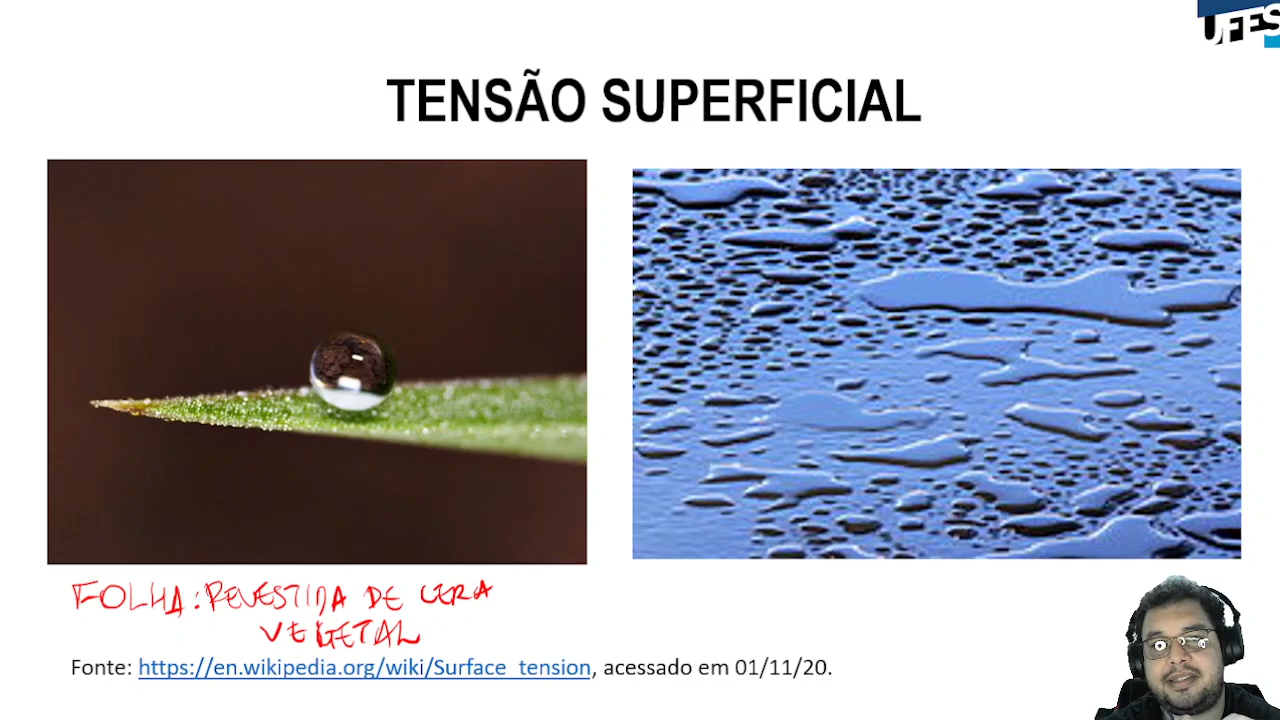 UFES
TENSÃO SUPERFICIAL
FOLHA: REVESTIDA DE CERA
VEGETAL
Fonte: https://en.wikipedia.org/wiki/Surface_tension, acessado em 01/11/20.